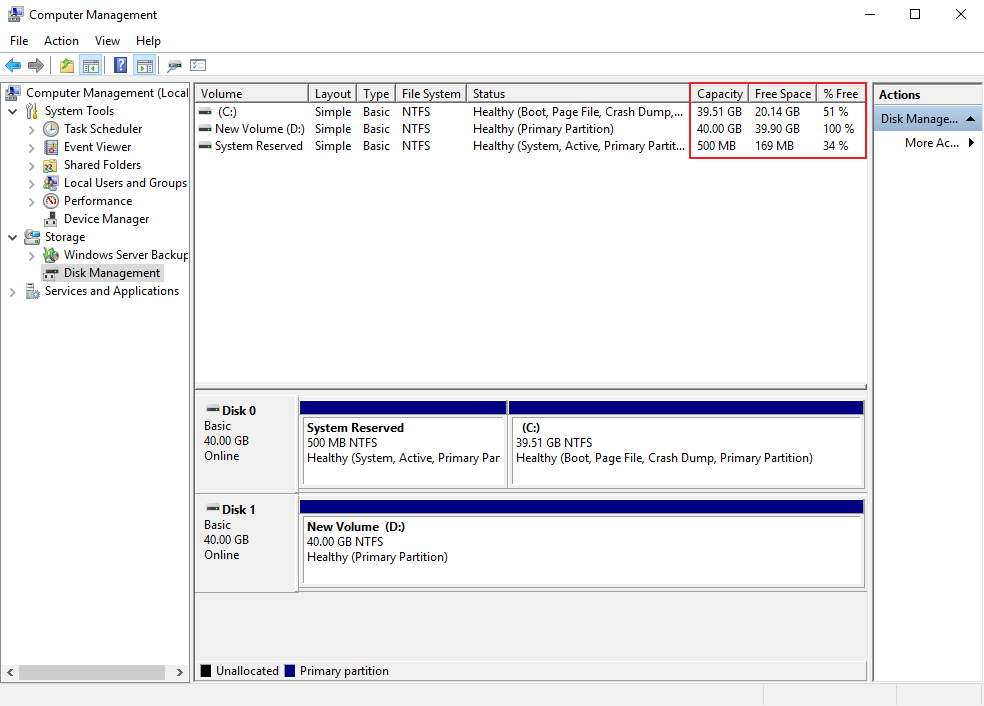 Computer Management
File Action View Help
Computer Management (Local
System Tools
Task Scheduler
Event Viewer
Shared Folders
Local Users and Groups
Performance
Device Manager
Storage
Windows Server Backup
Disk Management
Services and Applications
Volume Layout Type File System Status Capacity Free Space % Free
(C:) Simple Basic NTFS Healthy (Boot, Page File, Crash Dump,... 39.51 GB 20.14 GB 51 %
New Volume (D:) Simple Basic NTFS Healthy (Primary Partition) 40.00 GB 39.90 GB 100 %
System Reserved Simple Basic NTFS Healthy (System, Active, Primary Partit... 500 MB 169 MB 34 %
Disk 0
Basic
40.00 GB
Online
System Reserved
500 MB NTFS
Healthy (System, Active, Primary Par
(C:)
39.51 GB NTFS
Healthy (Boot, Page File, Crash Dump, Primary Partition)
Disk 1
Basic
40.00 GB
Online
New Volume (D:)
40.00 GB NTFS
Healthy (Primary Partition)
Unallocated Primary partition
Actions
Disk Manage...
More Ac...